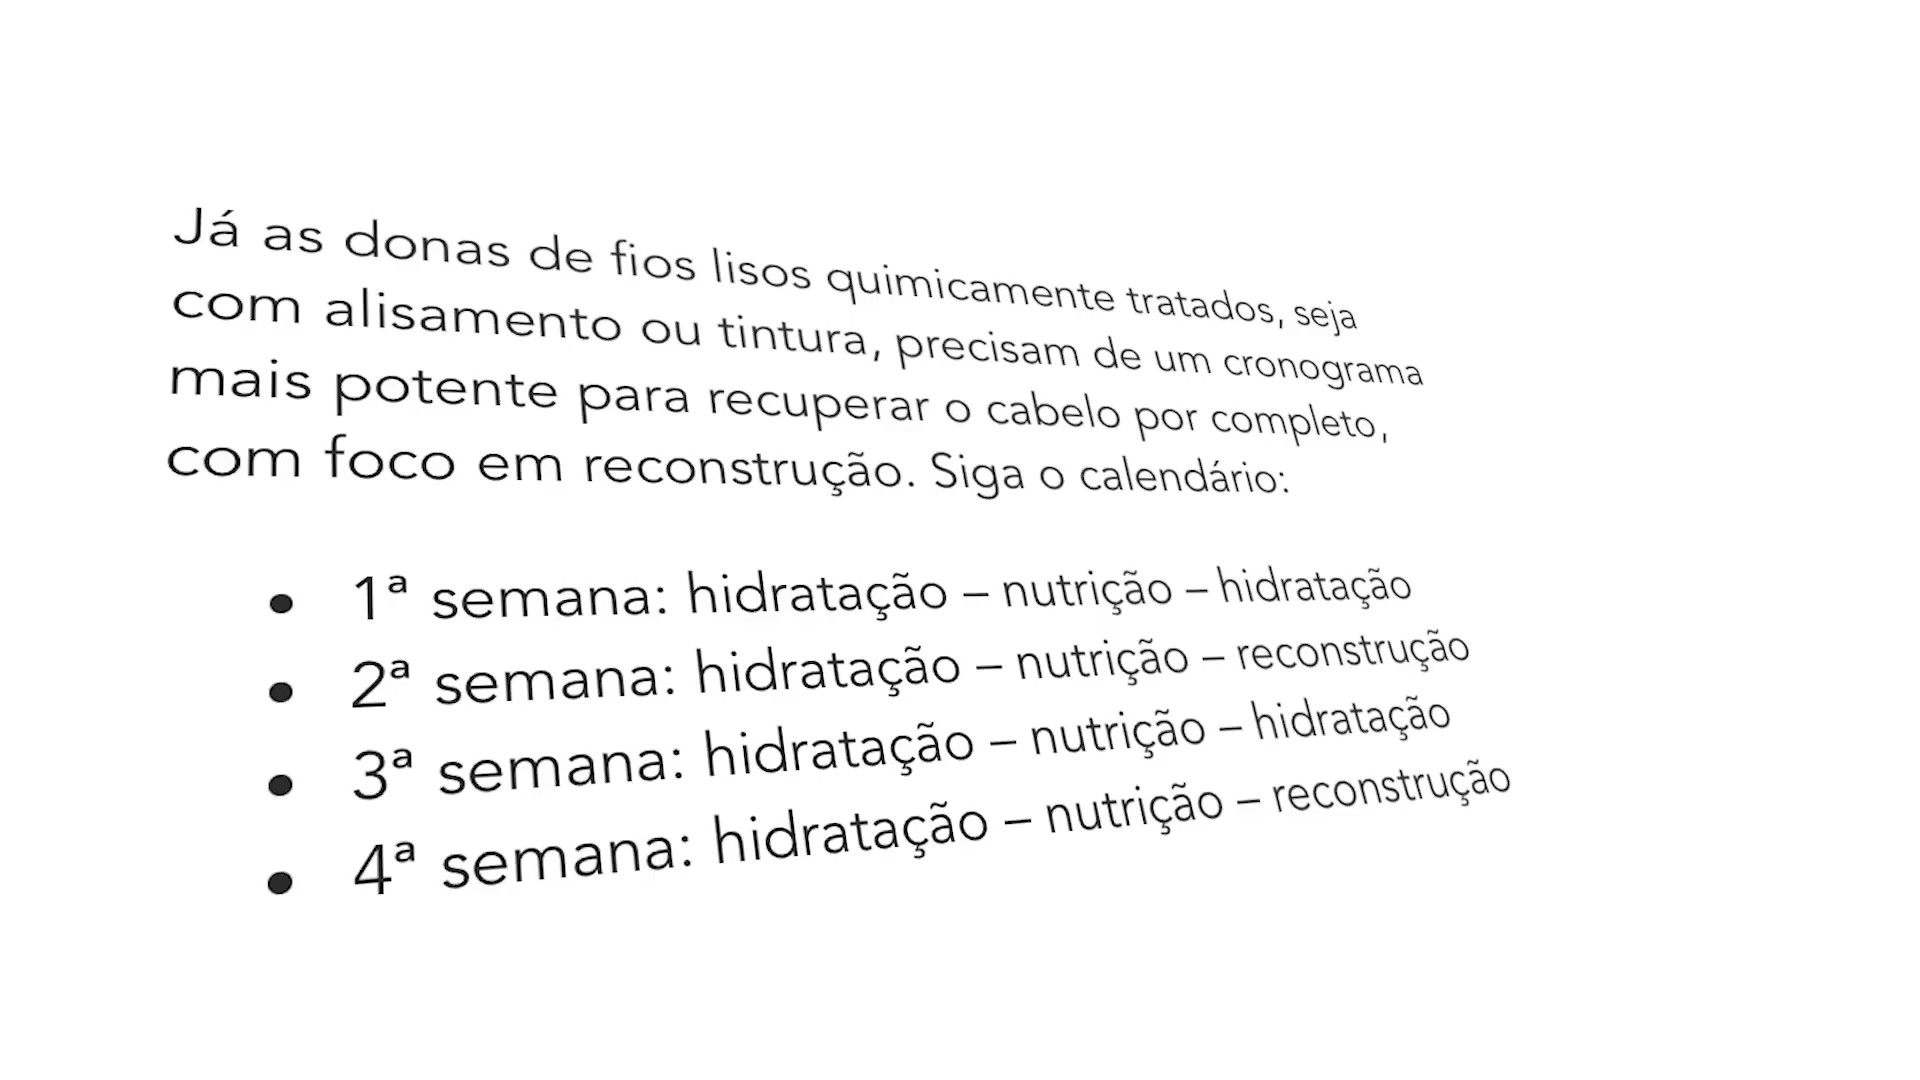 Já as donas de fios lisos quimicamente tratados, seja
com alisamento ou tintura, precisam de um cronograma
mais potente para recuperar o cabelo por completo,
com foco em reconstrução. Siga o calendário:
• 1ª semana: hidratação – nutrição – hidratação
• 2ª semana: hidratação – nutrição – reconstrução
• 3ª semana: hidratação – nutrição – hidratação
• 4ª semana: hidratação – nutrição – reconstrução